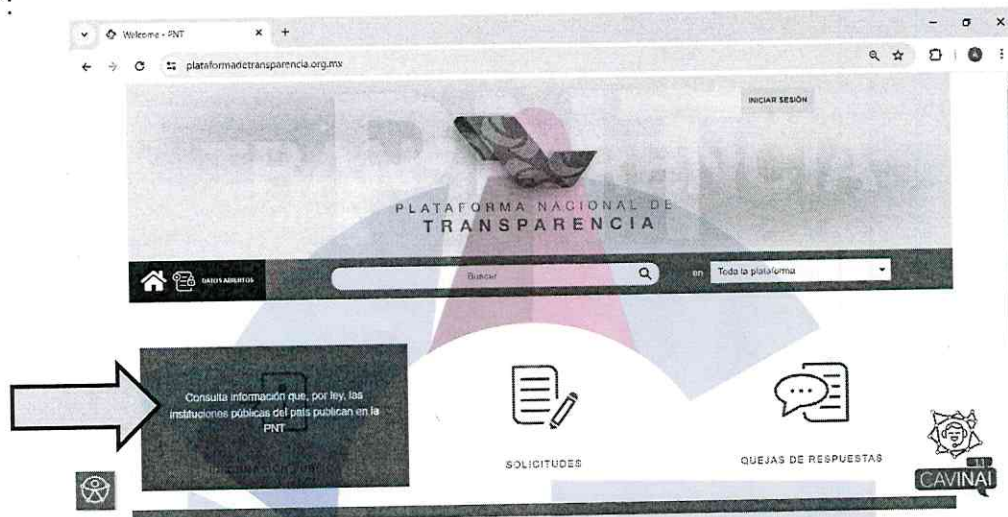 Welcome - PNT
plataformadetransparencia.org.mx
INICIAR SESIÓN
PLATAFORMA NACIONAL DE
TRANSPARENCIA
DATOS ABIERTOS
Buscar
en
Toda la plataforma
Consulta información que, por ley, las
instituciones públicas del país publican en la
PNT
SOLICITUDES
QUEJAS DE RESPUESTAS
CAVINAI